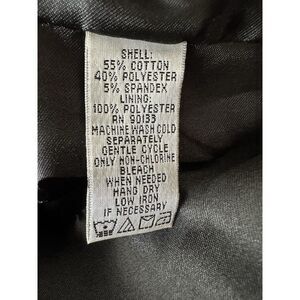 SHELL:
55% COTTON
40% POLYESTER
5% SPANDEX
LINING:
100% POLYESTER
RN 90133
MACHINE WASH COLD
SEPARATELY
GENTLE CYCLE
ONLY NON-CHLORINE
BLEACH
WHEN NEEDED
HANG DRY
LOW IRON
IF NECESSARY